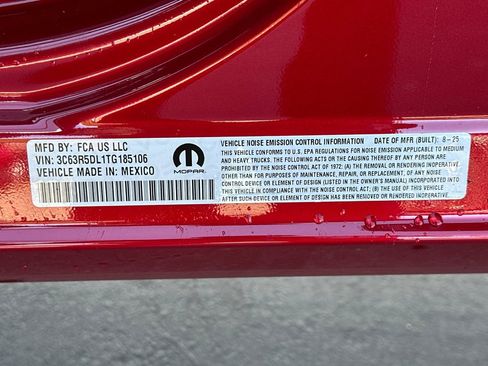 MFD BY: FCA US LLC
VIN: 3C63R5DL1TG185106
VEHICLE MADE IN: MEXICO
MOPAR
VEHICLE NOISE EMISSION CONTROL INFORMATION DATE OF MFR (BUILT): 8-25
THIS VEHICLE CONFORMS TO U.S. EPA REGULATIONS FOR NOISE EMISSION APPLICABLE TO MEDIUM
AND HEAVY TRUCKS. THE FOLLOWING ACTS OR THE CAUSING THEREOF BY ANY PERSON
ARE PROHIBITED BY THE NOISE CONTROL ACT OF 1972: (A) THE REMOVAL OR RENDERING INOPERATIVE,
OTHER THAN FOR PURPOSES OF MAINTENANCE, REPAIR, OR REPLACEMENT,
OF ANY NOISE CONTROL DEVICE OR ELEMENT OF DESIGN (LISTED IN THE OWNER'S MANUAL) INCORPORATED INTO
THIS VEHICLE IN COMPLIANCE WITH THE NOISE CONTROL ACT; (B) THE USE OF THIS VEHICLE
AFTER SUCH DEVICE OR ELEMENT OF DESIGN HAS BEEN REMOVED OR RENDERED INOPERATIVE.